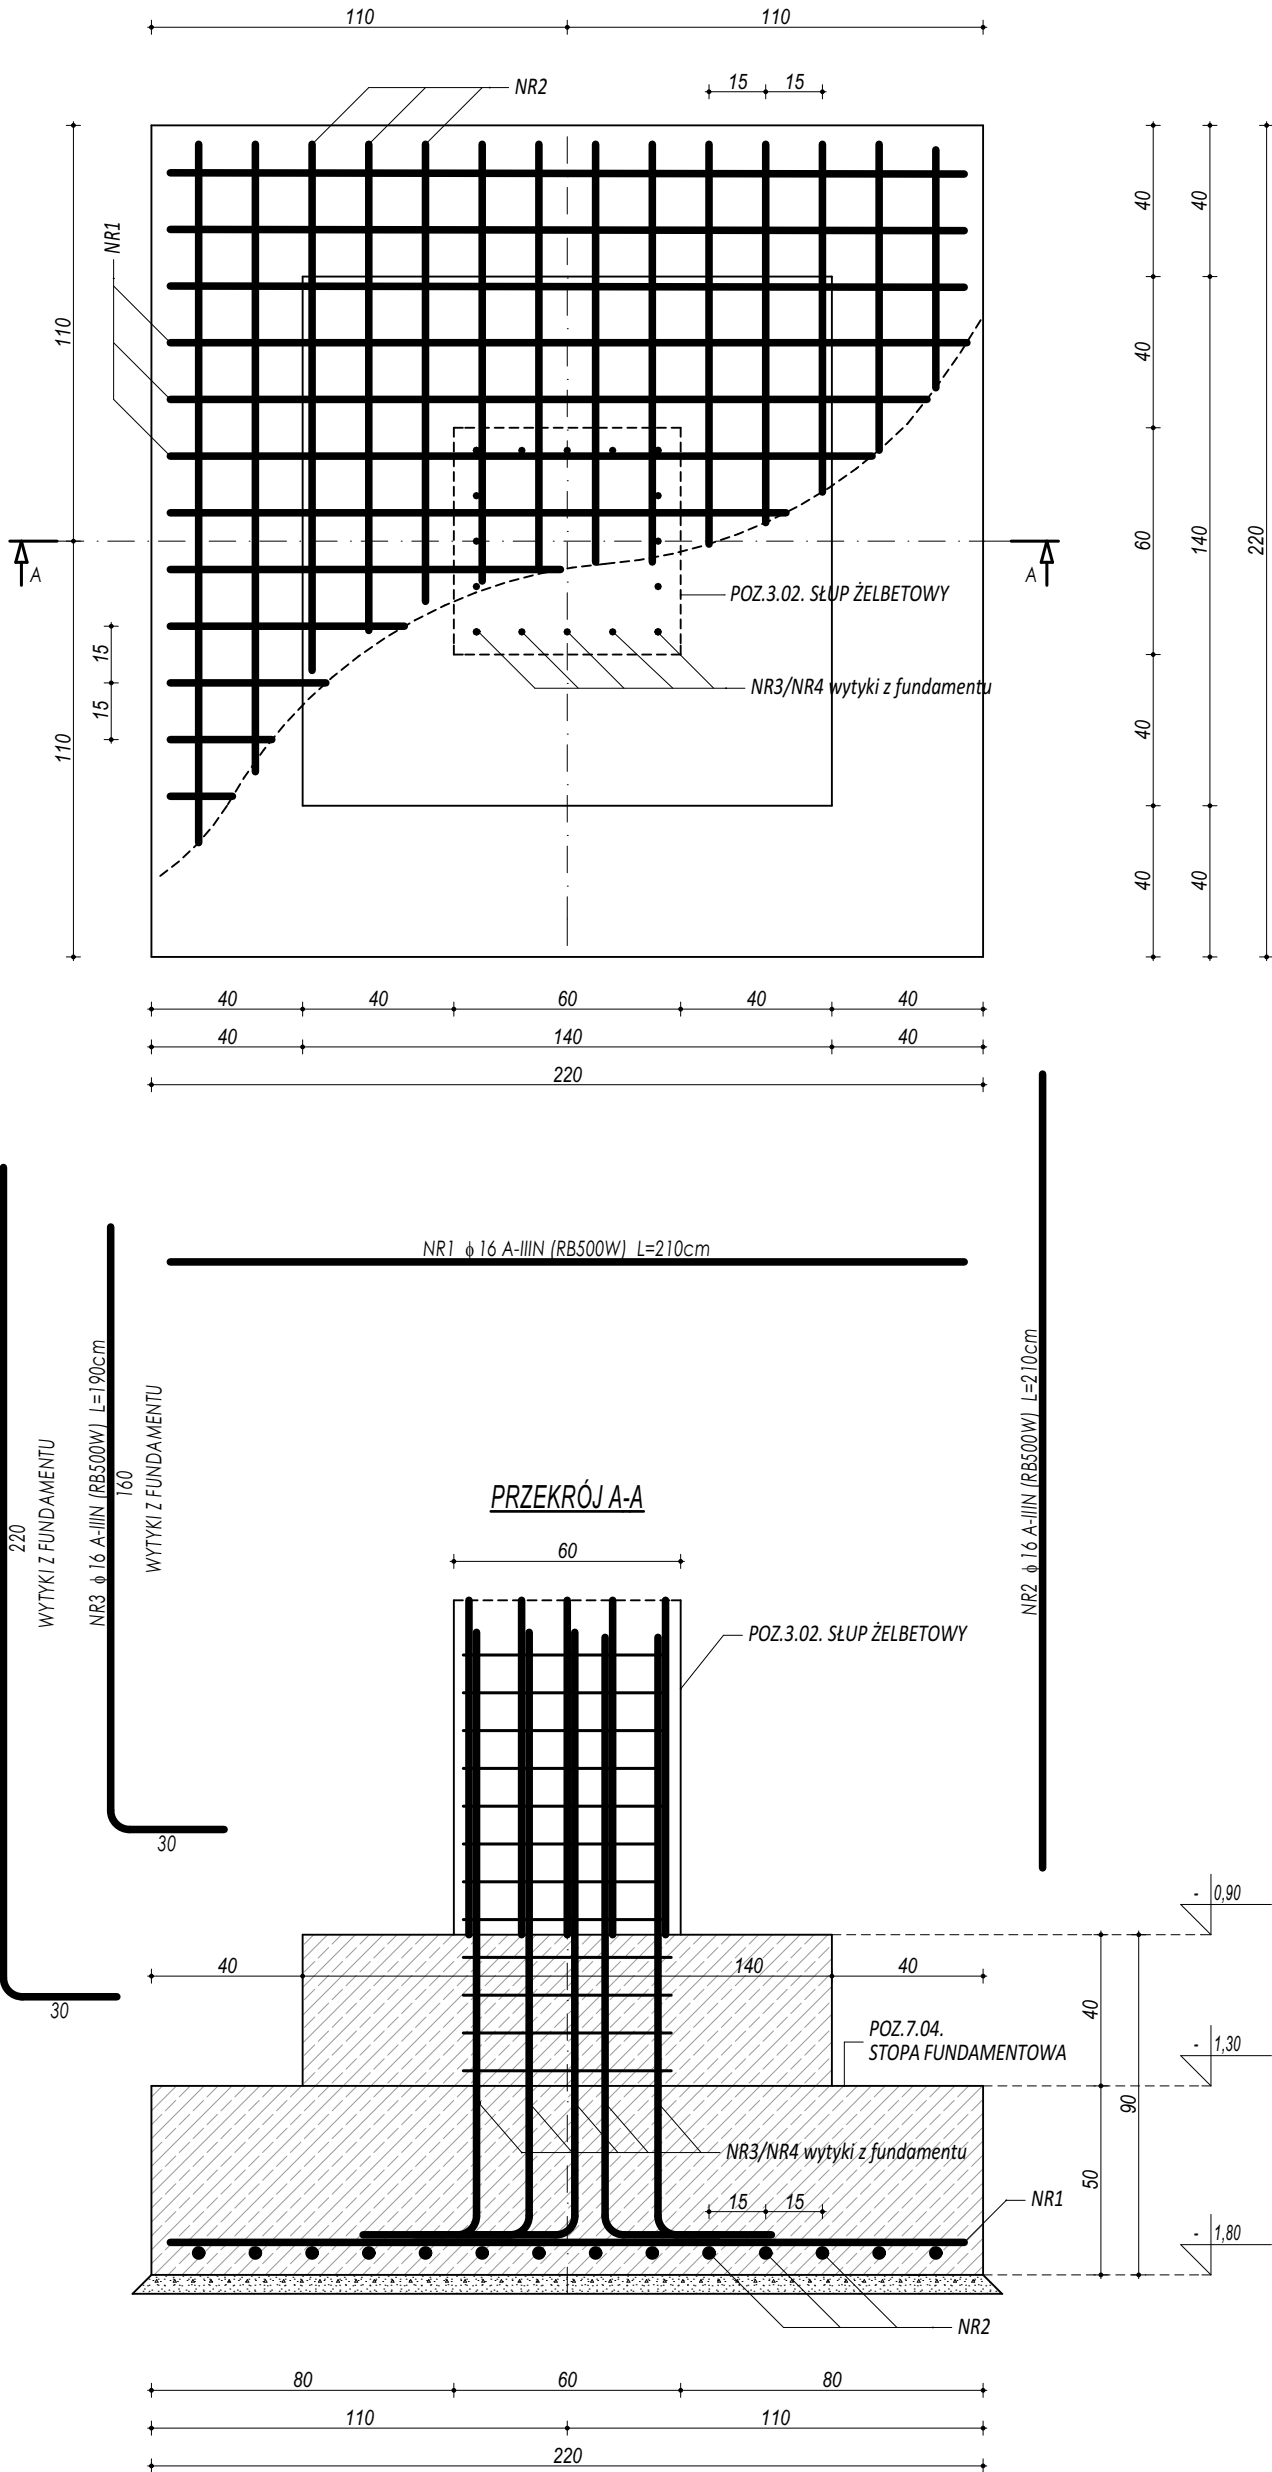 110
110
NR2
15
15
NR1
110
110
40
40
60
40
40
40
140
40
220
A
A
POZ.3.02. SŁUP ŻELBETOWY
NR3/NR4 wytyki z fundamentu
15
15
40
40
60
40
40
40
140
40
220
NR1 ϕ 16 A-IIIN (RB500W) L=210cm
220
WYTYKI Z FUNDAMENTU
30
NR3 ϕ 16 A-IIIN (RB500W) L=190cm
160
WYTYKI Z FUNDAMENTU
30
NR2 ϕ 16 A-IIIN (RB500W) L=210cm
PRZEKRÓJ A-A
60
POZ.3.02. SŁUP ŻELBETOWY
- 0,90
40
140
40
40
POZ.7.04.
STOPA FUNDAMENTOWA
- 1,30
90
NR3/NR4 wytyki z fundamentu
50
15
15
NR1
- 1,80
NR2
80
60
80
110
110
220